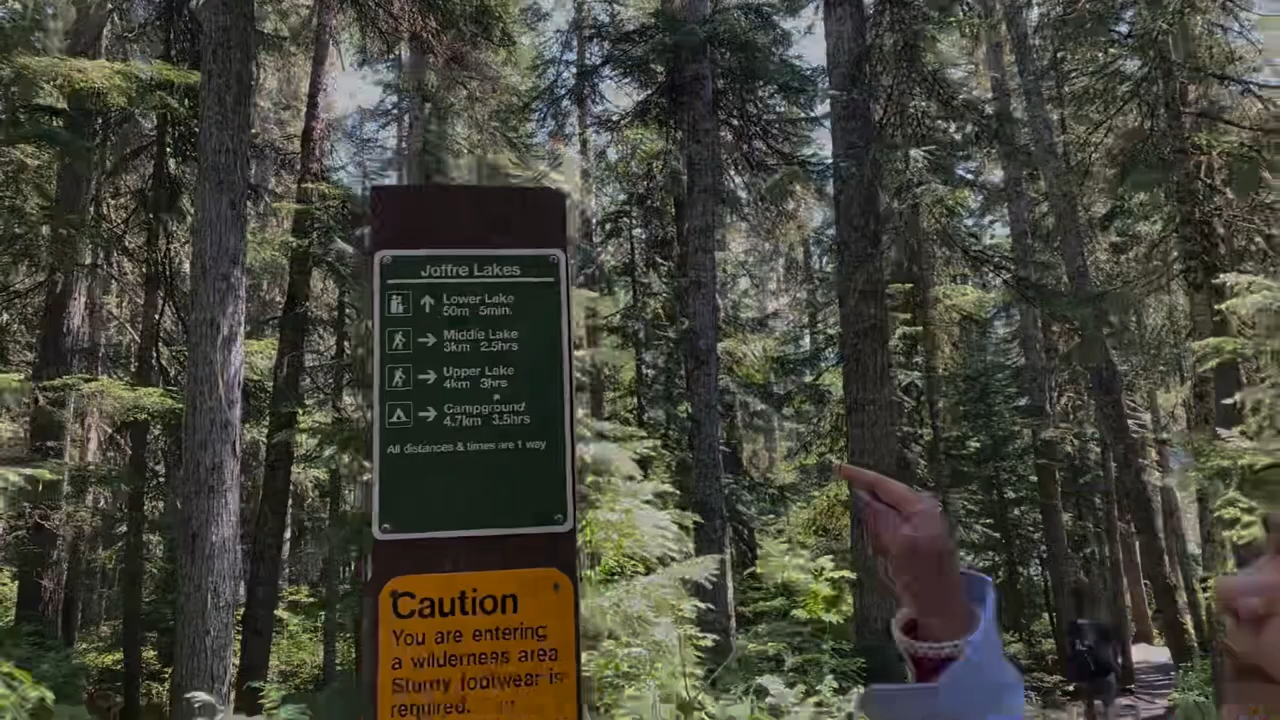 Joffre Lakes
Lower Lake
50m 5min.
Middle Lake
3km 2.5hrs
Upper Lake
4km 3hrs
Campground
4.7km 3.5hrs
All distances & times are 1 way
Caution
You are entering
a wilderness area
Sturdy footwear is
required.